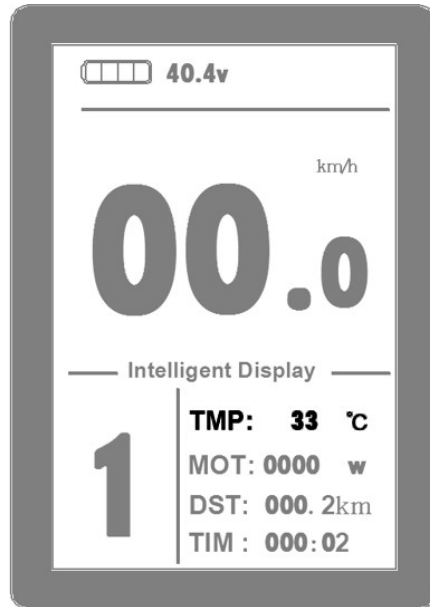 40.4v
km/h
00.0
Intelligent Display
1
TMP: 33 ℃
MOT: 0000 w
DST: 000. 2km
TIM : 000:02